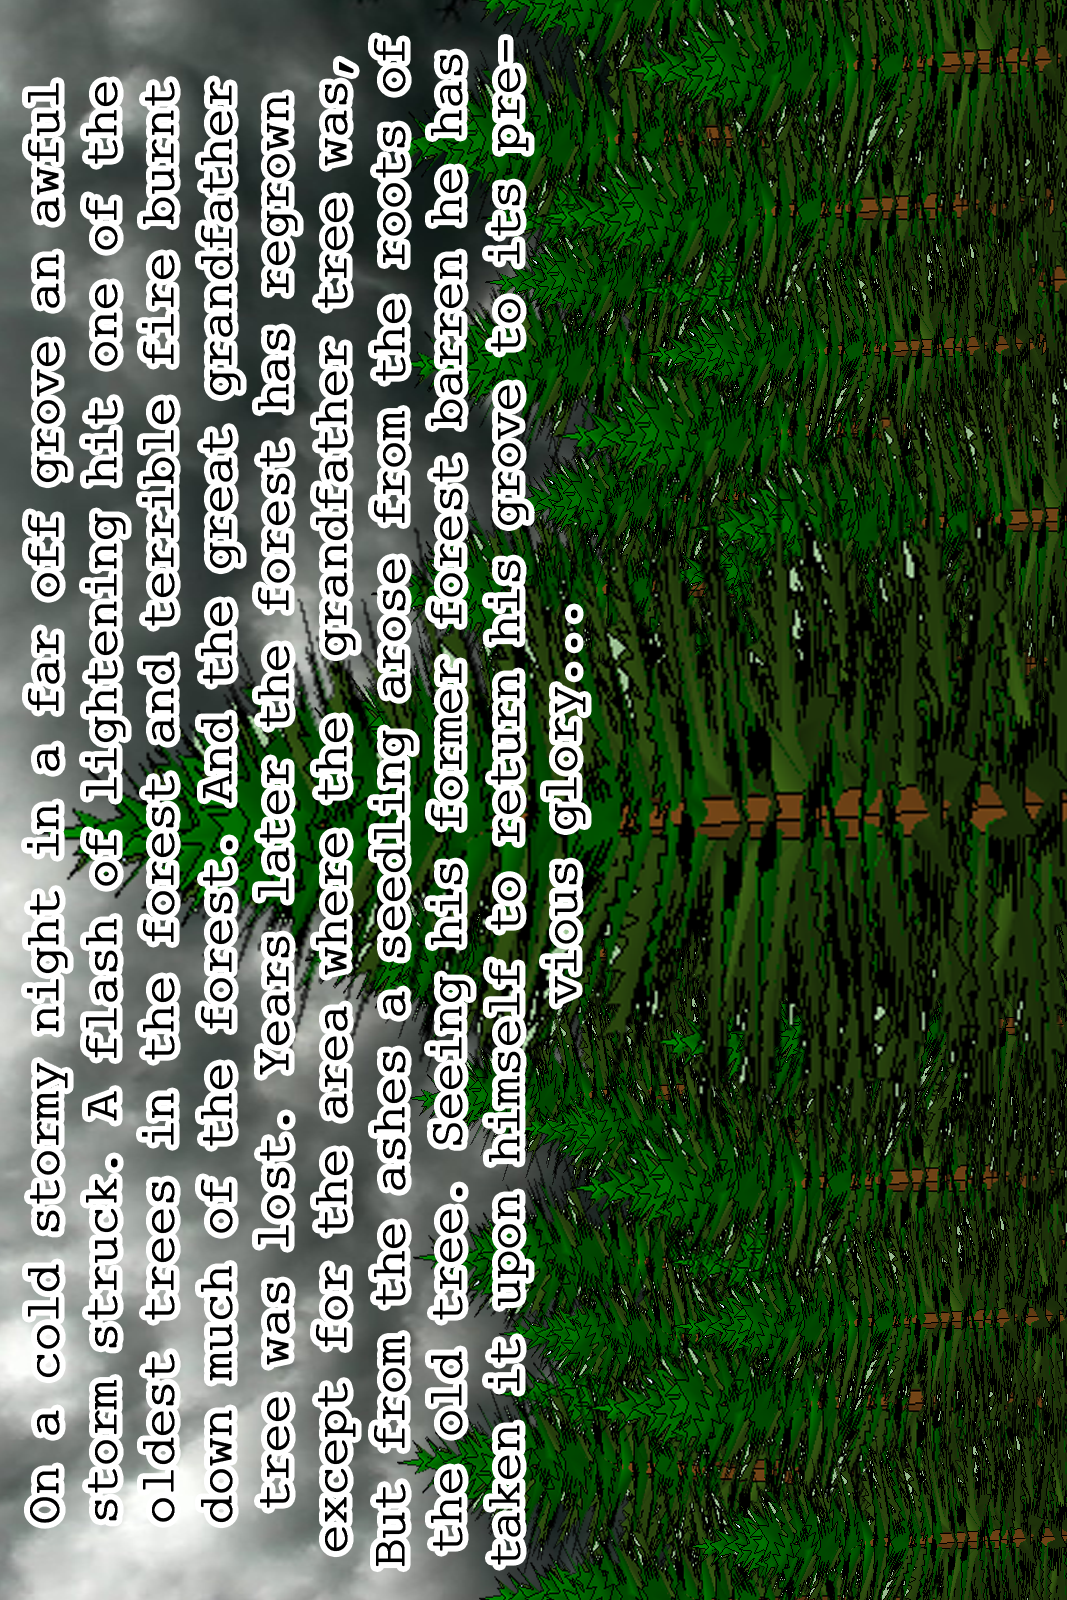 On a cold stormy night in a far off grove an awful
storm struck. A flash of lightening hit one of the
oldest trees in the forest and terrible fire burnt
down much of the forest. And the great grandfather
tree was lost. Years later the forest has regrown
except for the area where the grandfather tree was,
But from the ashes a seedling arose from the roots of
the old tree. Seeing his former forest barren he has
taken it upon himself to return his grove to its pre-
vious glory...